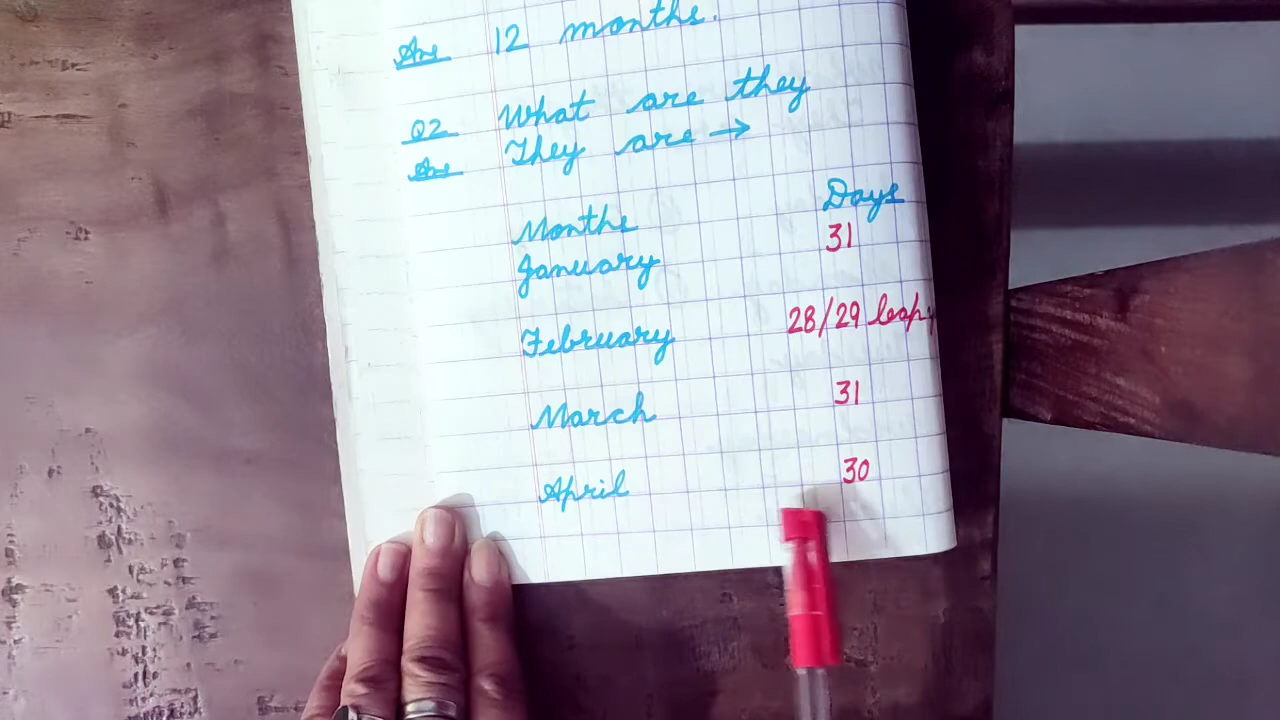 Ans 12 months.
Q2 What are they
Ans They are →
Months Days
January 31
February 28/29 leap
March 31
April 30